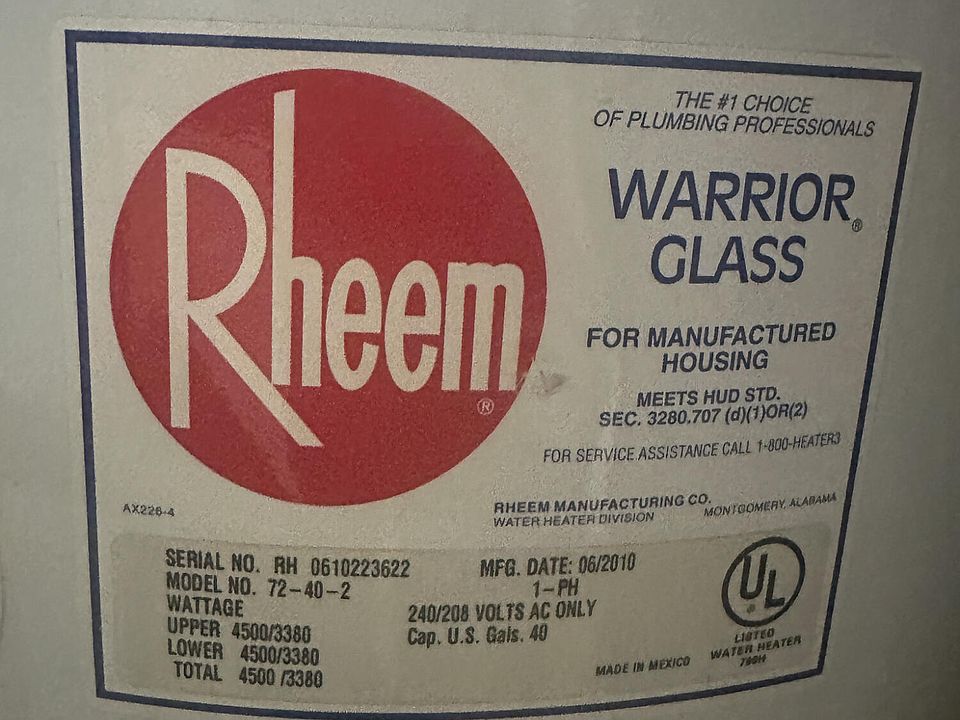 Rheem®
THE #1 CHOICE
OF PLUMBING PROFESSIONALS
WARRIOR®
GLASS
FOR MANUFACTURED
HOUSING
MEETS HUD STD.
SEC. 3280.707 (d)(1)OR(2)
FOR SERVICE ASSISTANCE CALL 1-800-HEATER3
AX226-4
RHEEM MANUFACTURING CO.
WATER HEATER DIVISION MONTGOMERY, ALABAMA
SERIAL NO. RH 0610223622 MFG. DATE: 06/2010
MODEL NO. 72-40-2 1-PH
WATTAGE 240/208 VOLTS AC ONLY
UPPER 4500/3380 Cap. U.S. Gals. 40
LOWER 4500/3380
TOTAL 4500 /3380
MADE IN MEXICO
UL®
LISTED
WATER HEATER